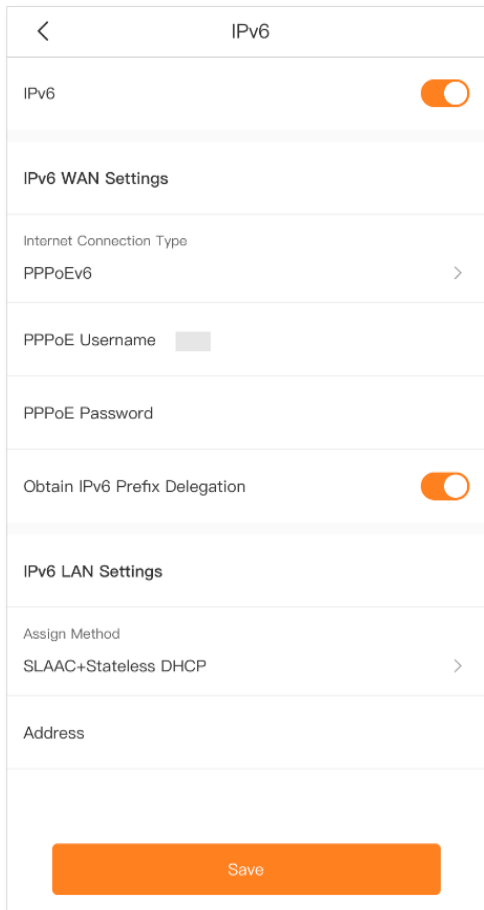 IPv6
IPv6
IPv6 WAN Settings
Internet Connection Type
PPPoEv6
PPPoE Username
PPPoE Password
Obtain IPv6 Prefix Delegation
IPv6 LAN Settings
Assign Method
SLAAC+Stateless DHCP
Address
Save